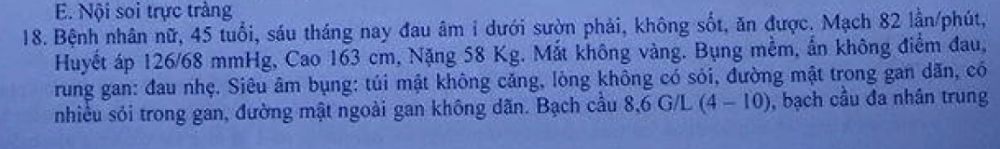 E. Nội soi trực tràng
18. Bệnh nhân nữ, 45 tuổi, sáu tháng nay đau âm ỉ dưới sườn phải, không sốt, ăn được. Mạch 82 lần/phút,
Huyết áp 126/68 mmHg, Cao 163 cm, Nặng 58 Kg. Mắt không vàng. Bụng mềm, ấn không điểm đau,
rung gan: đau nhẹ. Siêu âm bụng: túi mật không căng, lòng không có sỏi, đường mật trong gan dãn, có
nhiều sỏi trong gan, đường mật ngoài gan không dãn. Bạch cầu 8,6 G/L (4 – 10), bạch cầu đa nhân trung